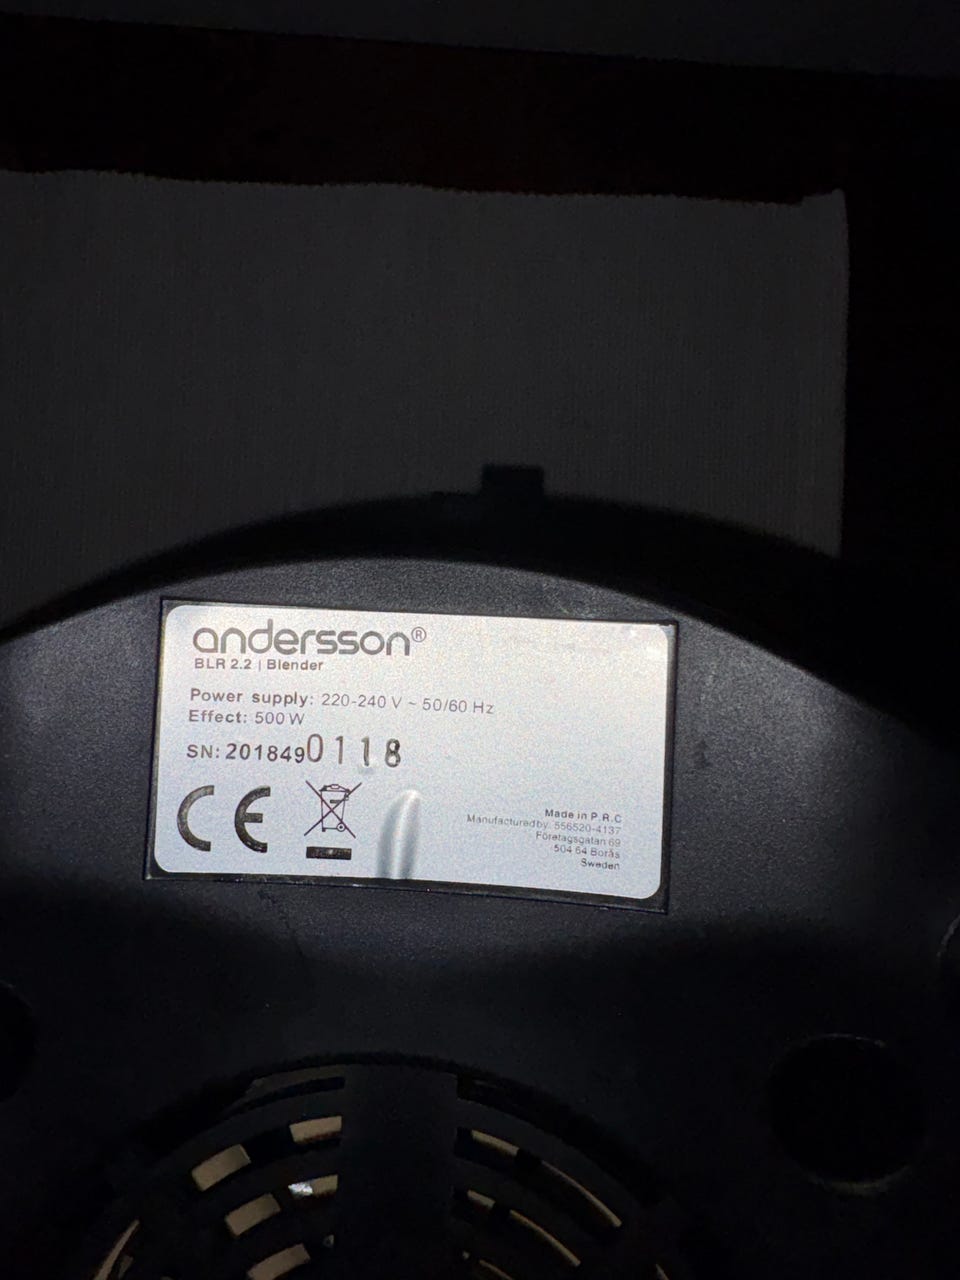 andersson®
BLR 2.2 | Blender
Power supply: 220-240 V ~ 50/60 Hz
Effect: 500 W
SN: 2018490118
CE
Made in P.R.C
Manufactured by: 556520-4137
Företagsgatan 69
504 64 Borås
Sweden